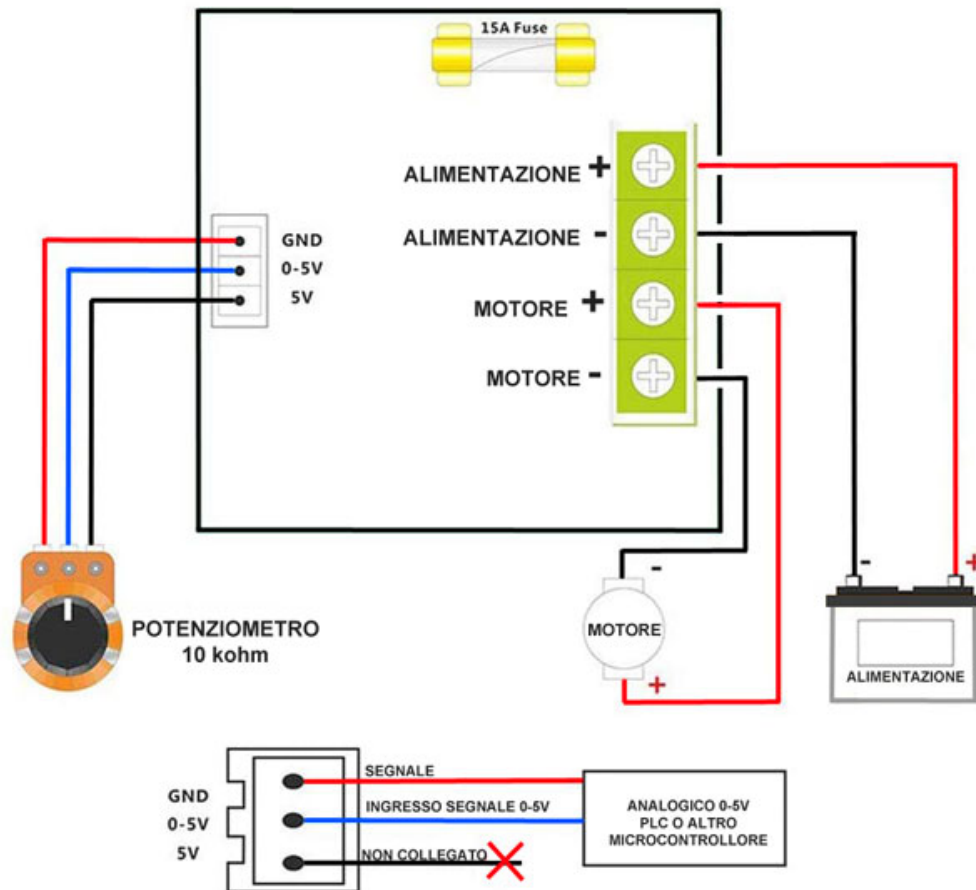 15A Fuse
ALIMENTAZIONE +
ALIMENTAZIONE -
MOTORE +
MOTORE -
GND
0-5V
5V
POTENZIOMETRO
10 kohm
-
MOTORE
+
- +
ALIMENTAZIONE
GND
0-5V
5V
SEGNALE
INGRESSO SEGNALE 0-5V
NON COLLEGATO
ANALOGICO 0-5V
PLC O ALTRO
MICROCONTROLLORE